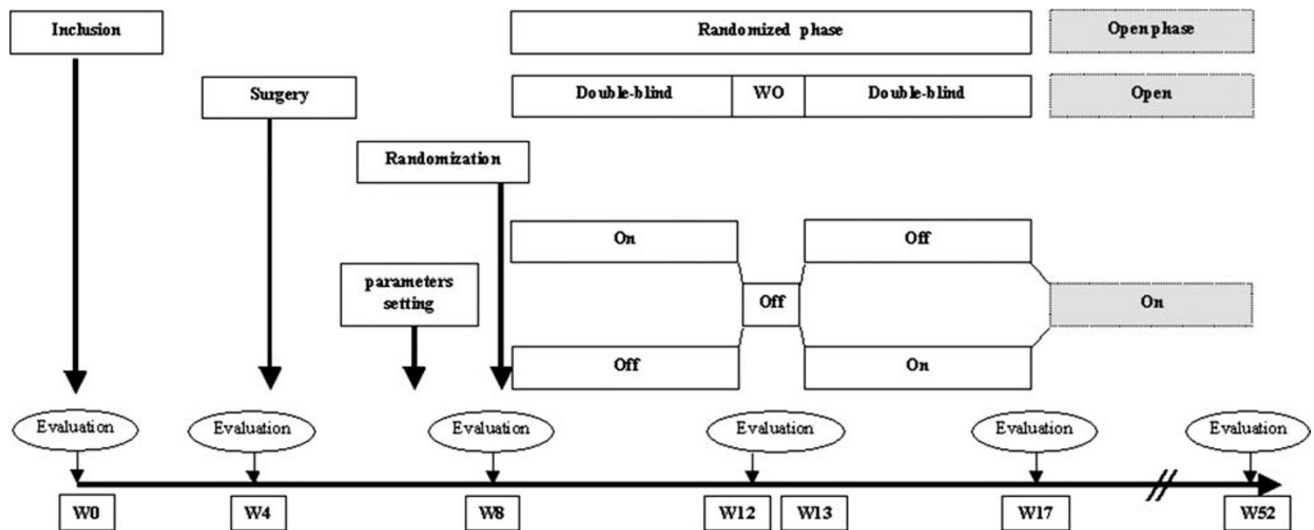 Inclusion
Randomized phase
Open phase
Surgery
Double-blind
WO
Double-blind
Open
Randomization
On
Off
parameters
setting
Off
On
Off
On
Evaluation
Evaluation
Evaluation
Evaluation
Evaluation
Evaluation
W0
W4
W8
W12
W13
W17
W52